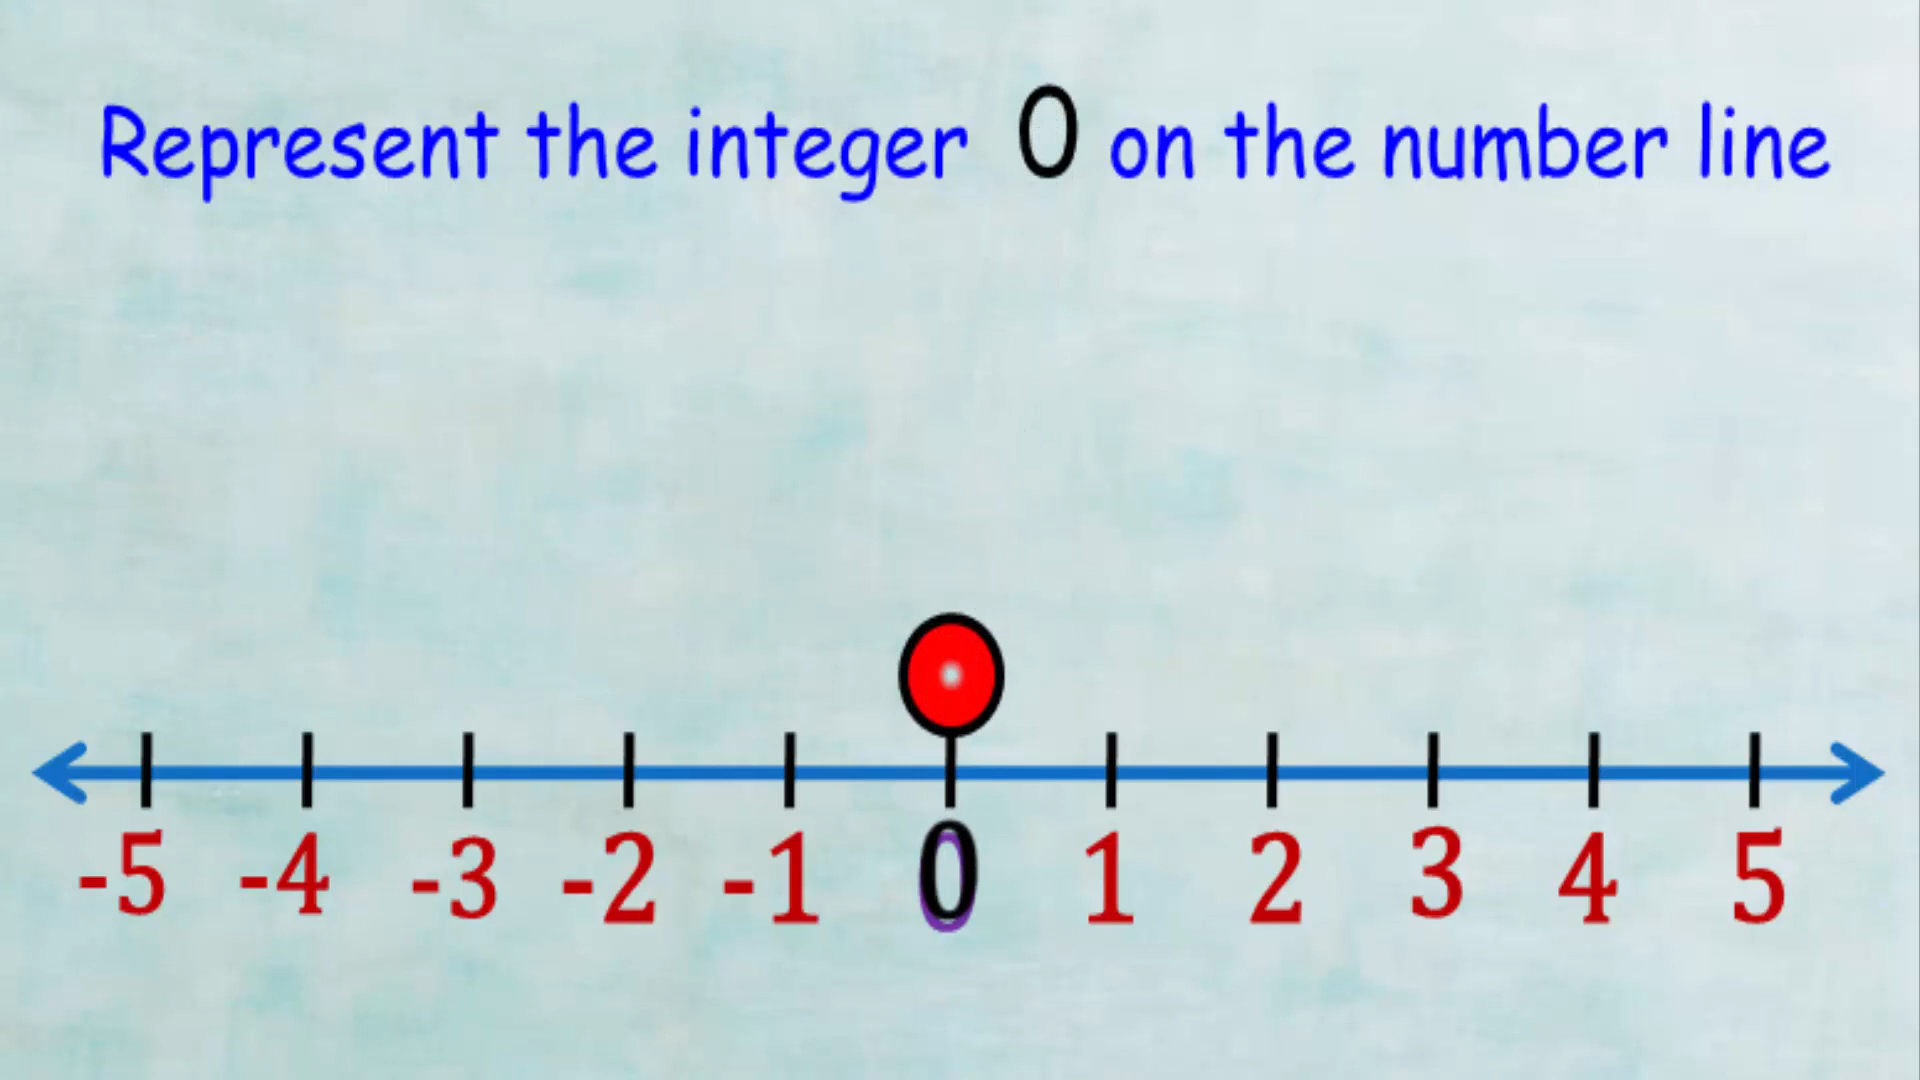 Represent the integer 0 on the number line
-5 -4 -3 -2 -1 0 1 2 3 4 5